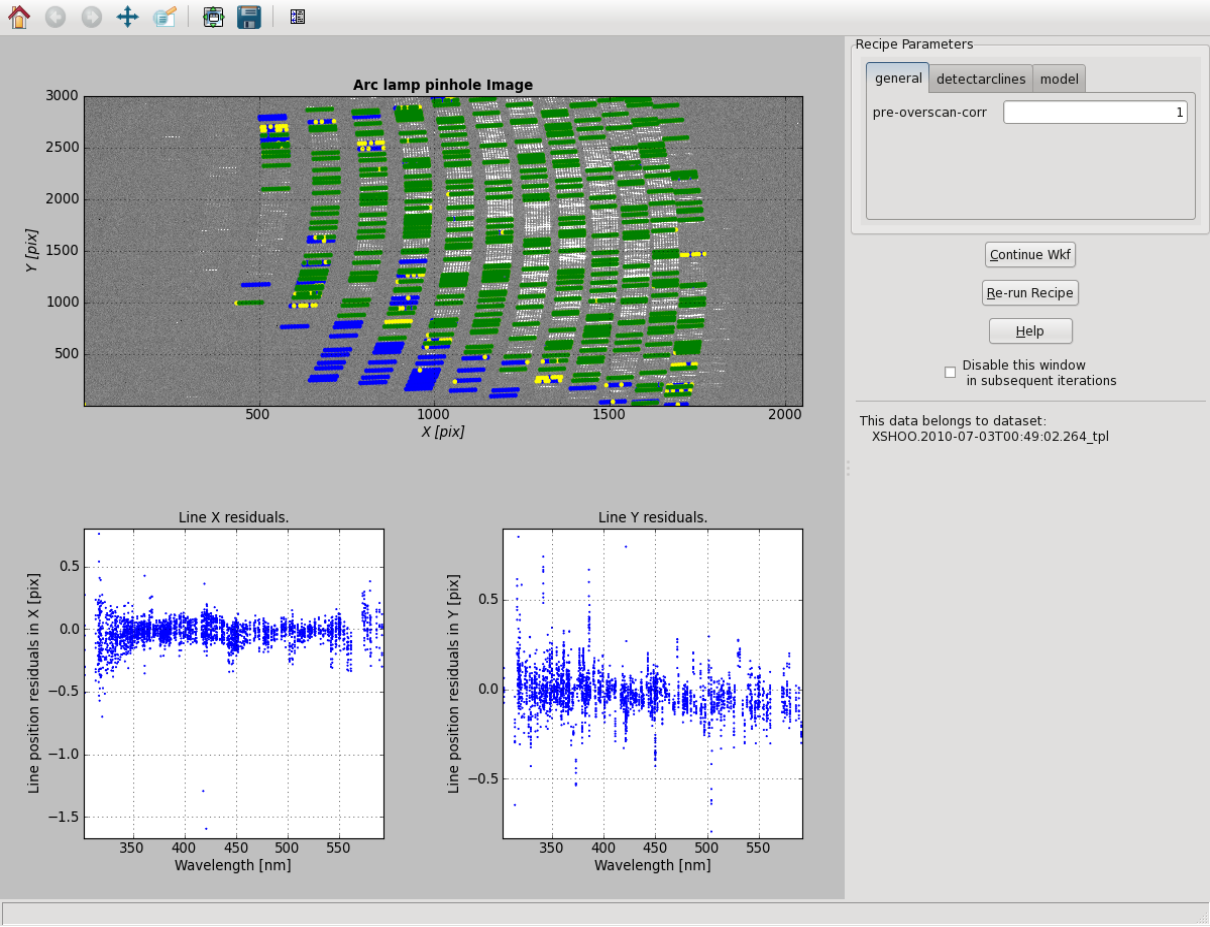 Recipe Parameters
general detectarclines model
pre-overscan-corr 1
Continue Wkf
Re-run Recipe
Help
Disable this window
in subsequent iterations
This data belongs to dataset:
XSHOO.2010-07-03T00:49:02.264_tpl
Arc lamp pinhole Image
3000
2500
2000
1500
1000
500
Y [pix]
500 1000 1500 2000
X [pix]
Line X residuals.
0.5
0.0
−0.5
−1.0
−1.5
Line position residuals in X [pix]
350 400 450 500 550
Wavelength [nm]
Line Y residuals.
0.5
0.0
−0.5
Line position residuals in Y [pix]
350 400 450 500 550
Wavelength [nm]